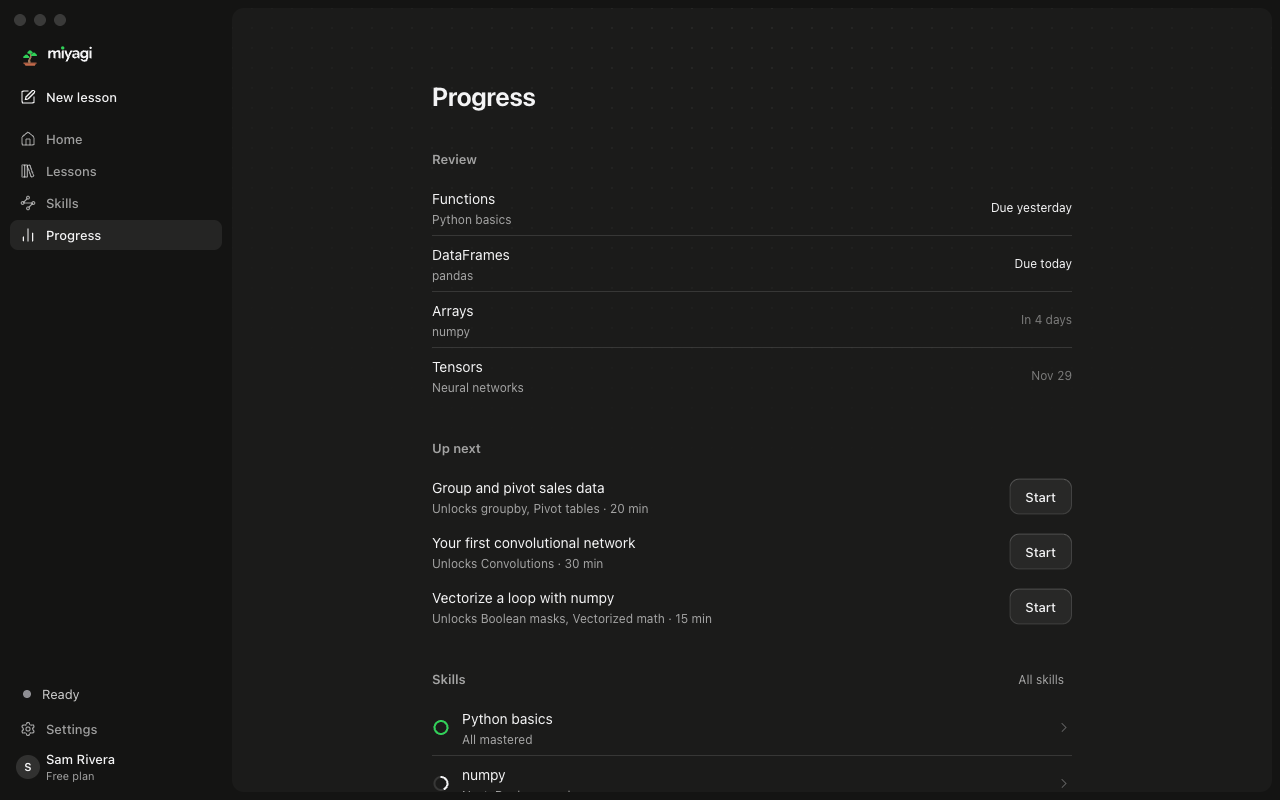 miyagi
New lesson
Home
Lessons
Skills
Progress
Ready
Settings
S
Sam Rivera
Free plan
Progress
Review
Functions
Python basics
Due yesterday
DataFrames
pandas
Due today
Arrays
numpy
In 4 days
Tensors
Neural networks
Nov 29
Up next
Group and pivot sales data
Unlocks groupby, Pivot tables · 20 min
Start
Your first convolutional network
Unlocks Convolutions · 30 min
Start
Vectorize a loop with numpy
Unlocks Boolean masks, Vectorized math · 15 min
Start
Skills
All skills
Python basics
All mastered
numpy